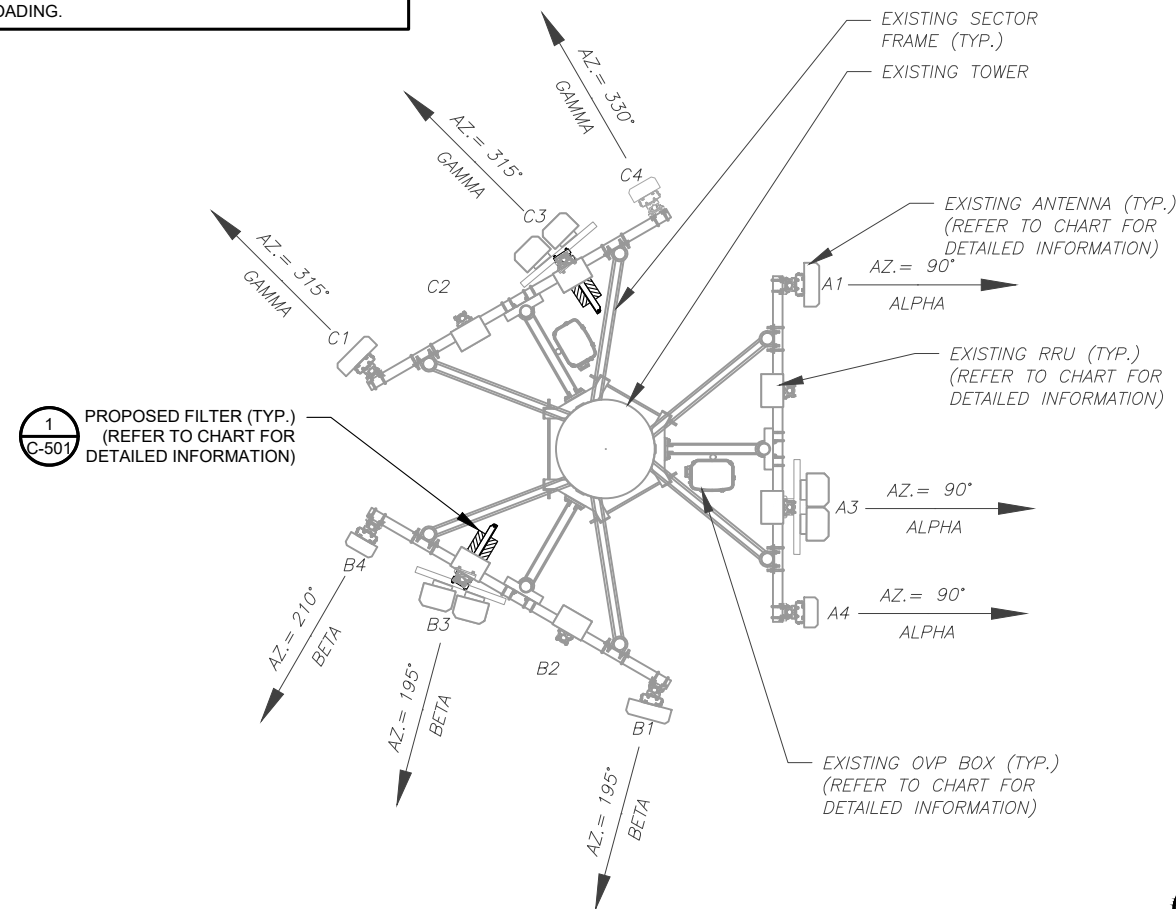 OADING.
EXISTING SECTOR
FRAME (TYP.)
EXISTING TOWER
AZ.= 330°
GAMMA
AZ.= 315°
GAMMA
C4
C3
AZ.= 315°
GAMMA
C2
C1
EXISTING ANTENNA (TYP.)
(REFER TO CHART FOR
DETAILED INFORMATION)
A1
AZ.= 90°
ALPHA
EXISTING RRU (TYP.)
(REFER TO CHART FOR
DETAILED INFORMATION)
1
C-501
PROPOSED FILTER (TYP.)
(REFER TO CHART FOR
DETAILED INFORMATION)
A3
AZ.= 90°
ALPHA
B4
AZ.= 210°
BETA
B3
AZ.= 195°
BETA
B2
B1
AZ.= 195°
BETA
A4
AZ.= 90°
ALPHA
EXISTING OVP BOX (TYP.)
(REFER TO CHART FOR
DETAILED INFORMATION)